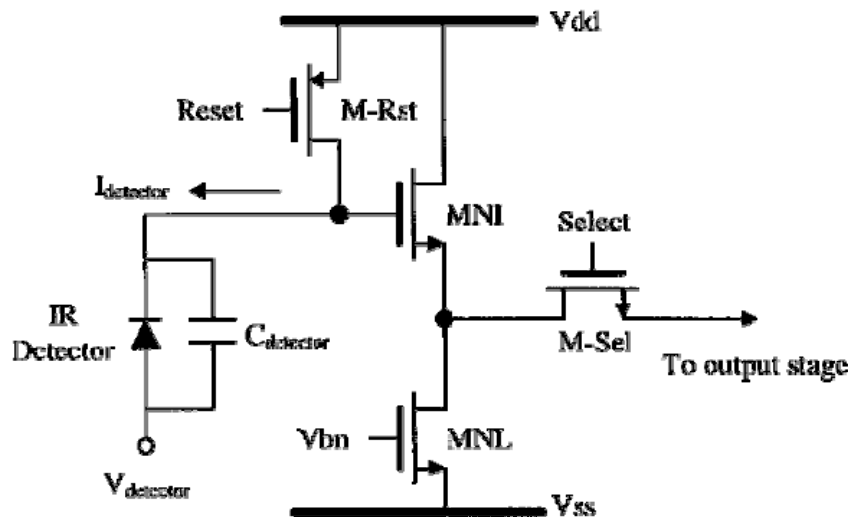 Vdd
Reset
M-Rst
Idetector
MNI
Select
IR
Detector
Cdetector
M-Sel
To output stage
Vbn
MNL
Vdetector
Vss